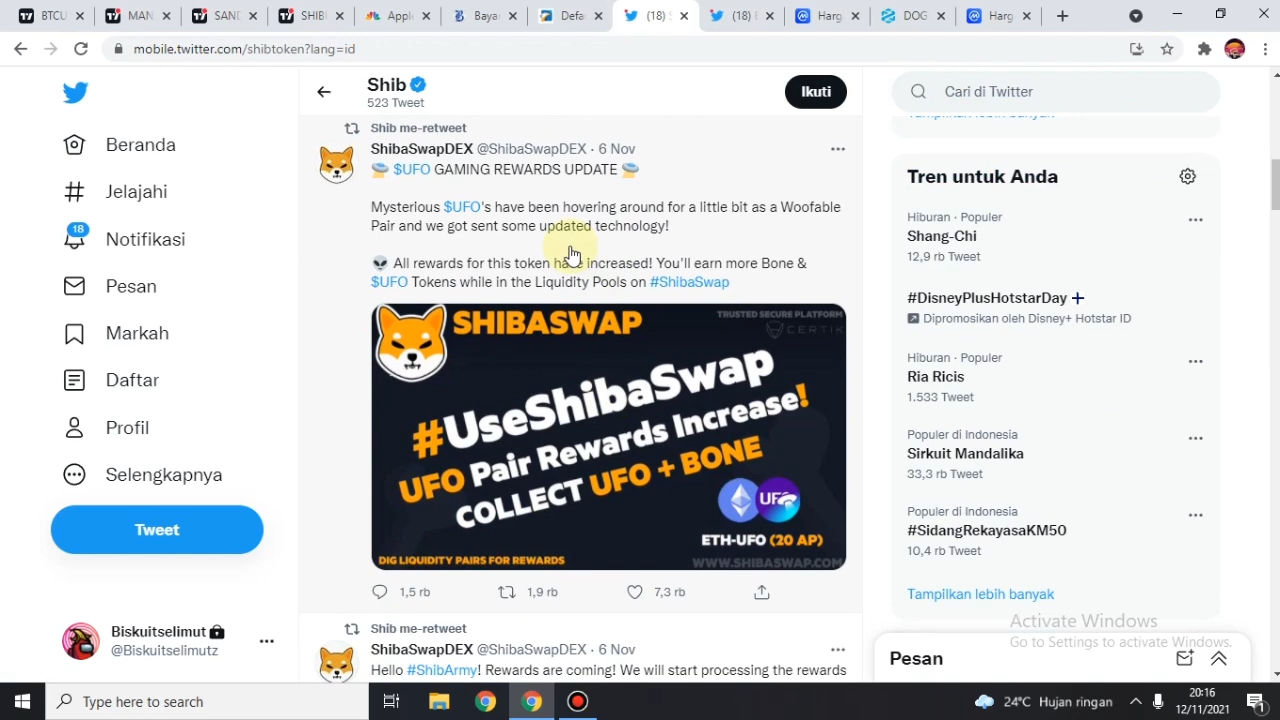 BTCU
MAN
SAND
SHIB
Apple
Bayar
Defa
(18) S
(18) E
Harg
DOG
Harg
mobile.twitter.com/shibtoken?lang=id
Shib
523 Tweet
Ikuti
Cari di Twitter
Beranda
Jelajahi
18
Notifikasi
Pesan
Markah
Daftar
Profil
Selengkapnya
Tweet
Biskuitselimut
@Biskuitselimutz
Shib me-retweet
ShibaSwapDEX @ShibaSwapDEX · 6 Nov
$UFO GAMING REWARDS UPDATE
Mysterious $UFO's have been hovering around for a little bit as a Woofable
Pair and we got sent some updated technology!
All rewards for this token have increased! You'll earn more Bone &
$UFO Tokens while in the Liquidity Pools on #ShibaSwap
SHIBASWAP
TRUSTED SECURE PLATFORM
CERTIK
#UseShibaSwap
UFO Pair Rewards Increase!
COLLECT UFO + BONE
UFO
ETH-UFO (20 AP)
DIG LIQUIDITY PAIRS FOR REWARDS
WWW.SHIBASWAP.COM
1,5 rb
1,9 rb
7,3 rb
Shib me-retweet
ShibaSwapDEX @ShibaSwapDEX · 6 Nov
Hello #ShibArmy! Rewards are coming! We will start processing the rewards
Tampilkan lebih banyak
Tren untuk Anda
Hiburan · Populer
Shang-Chi
12,9 rb Tweet
#DisneyPlusHotstarDay
Dipromosikan oleh Disney+ Hotstar ID
Hiburan · Populer
Ria Ricis
1.533 Tweet
Populer di Indonesia
Sirkuit Mandalika
33,3 rb Tweet
Populer di Indonesia
#SidangRekayasaKM50
10,4 rb Tweet
Tampilkan lebih banyak
Activate Windows
Go to Settings to activate Windows.
Pesan
Type here to search
24°C Hujan ringan
20:16
12/11/2021
1